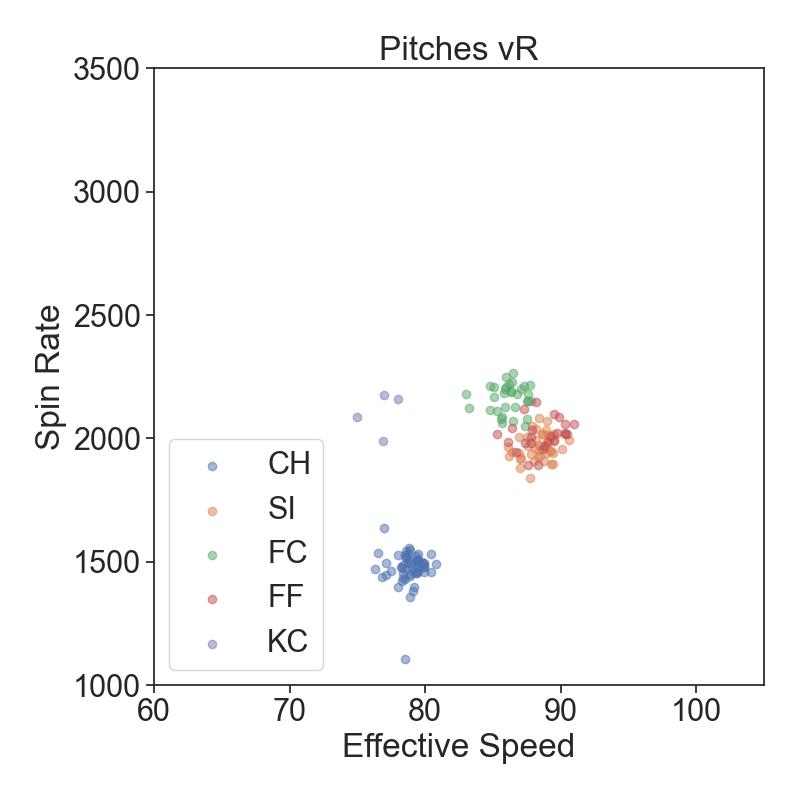 Pitches vR
3500
3000
2500
2000
1500
1000
Spin Rate
CH
SI
FC
FF
KC
60 70 80 90 100
Effective Speed